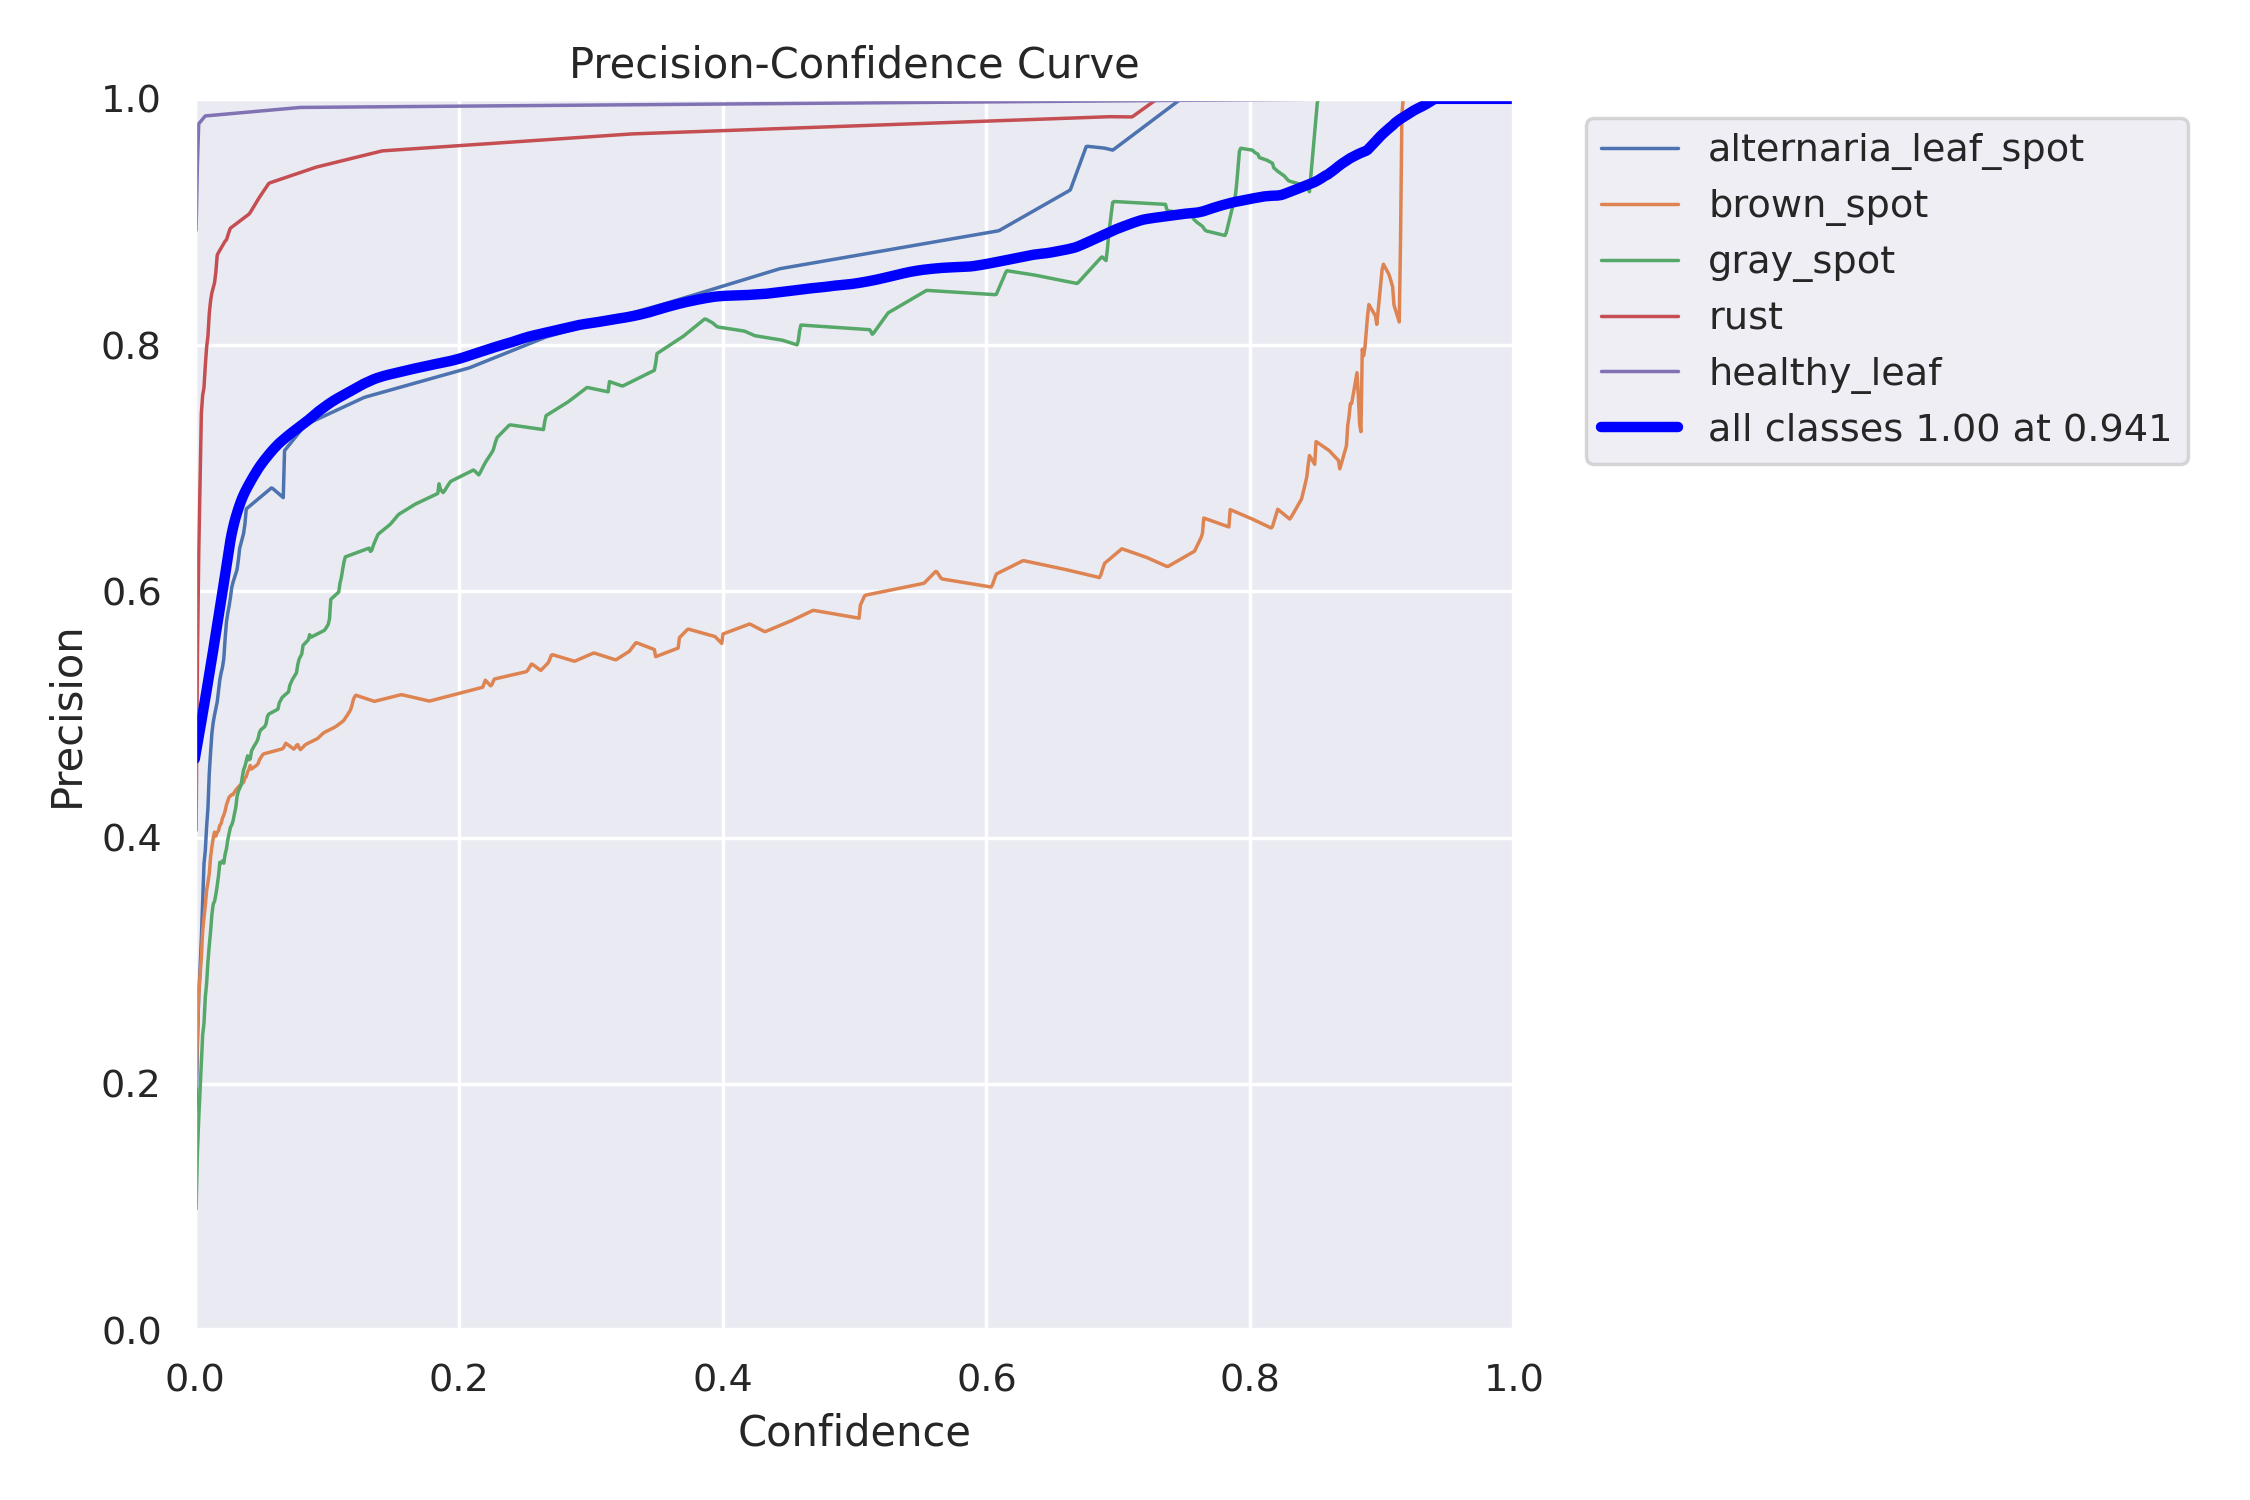 Precision-Confidence Curve
1.0
0.8
0.6
0.4
0.2
0.0
Precision
0.0 0.2 0.4 0.6 0.8 1.0
Confidence
alternaria_leaf_spot
brown_spot
gray_spot
rust
healthy_leaf
all classes 1.00 at 0.941